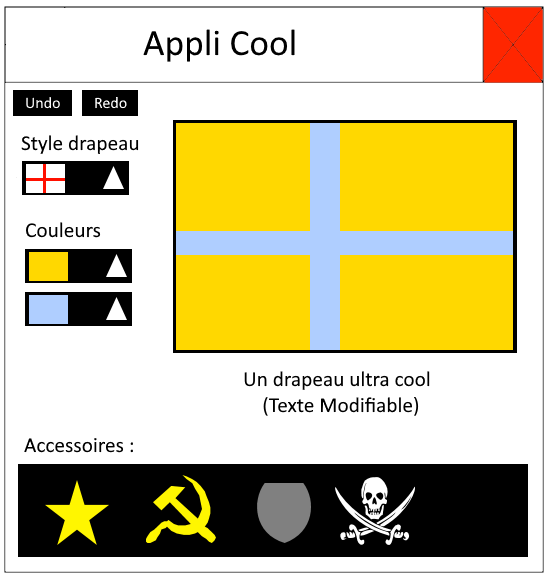 Appli Cool
Undo
Redo
Style drapeau
Couleurs
Un drapeau ultra cool
(Texte Modifiable)
Accessoires :